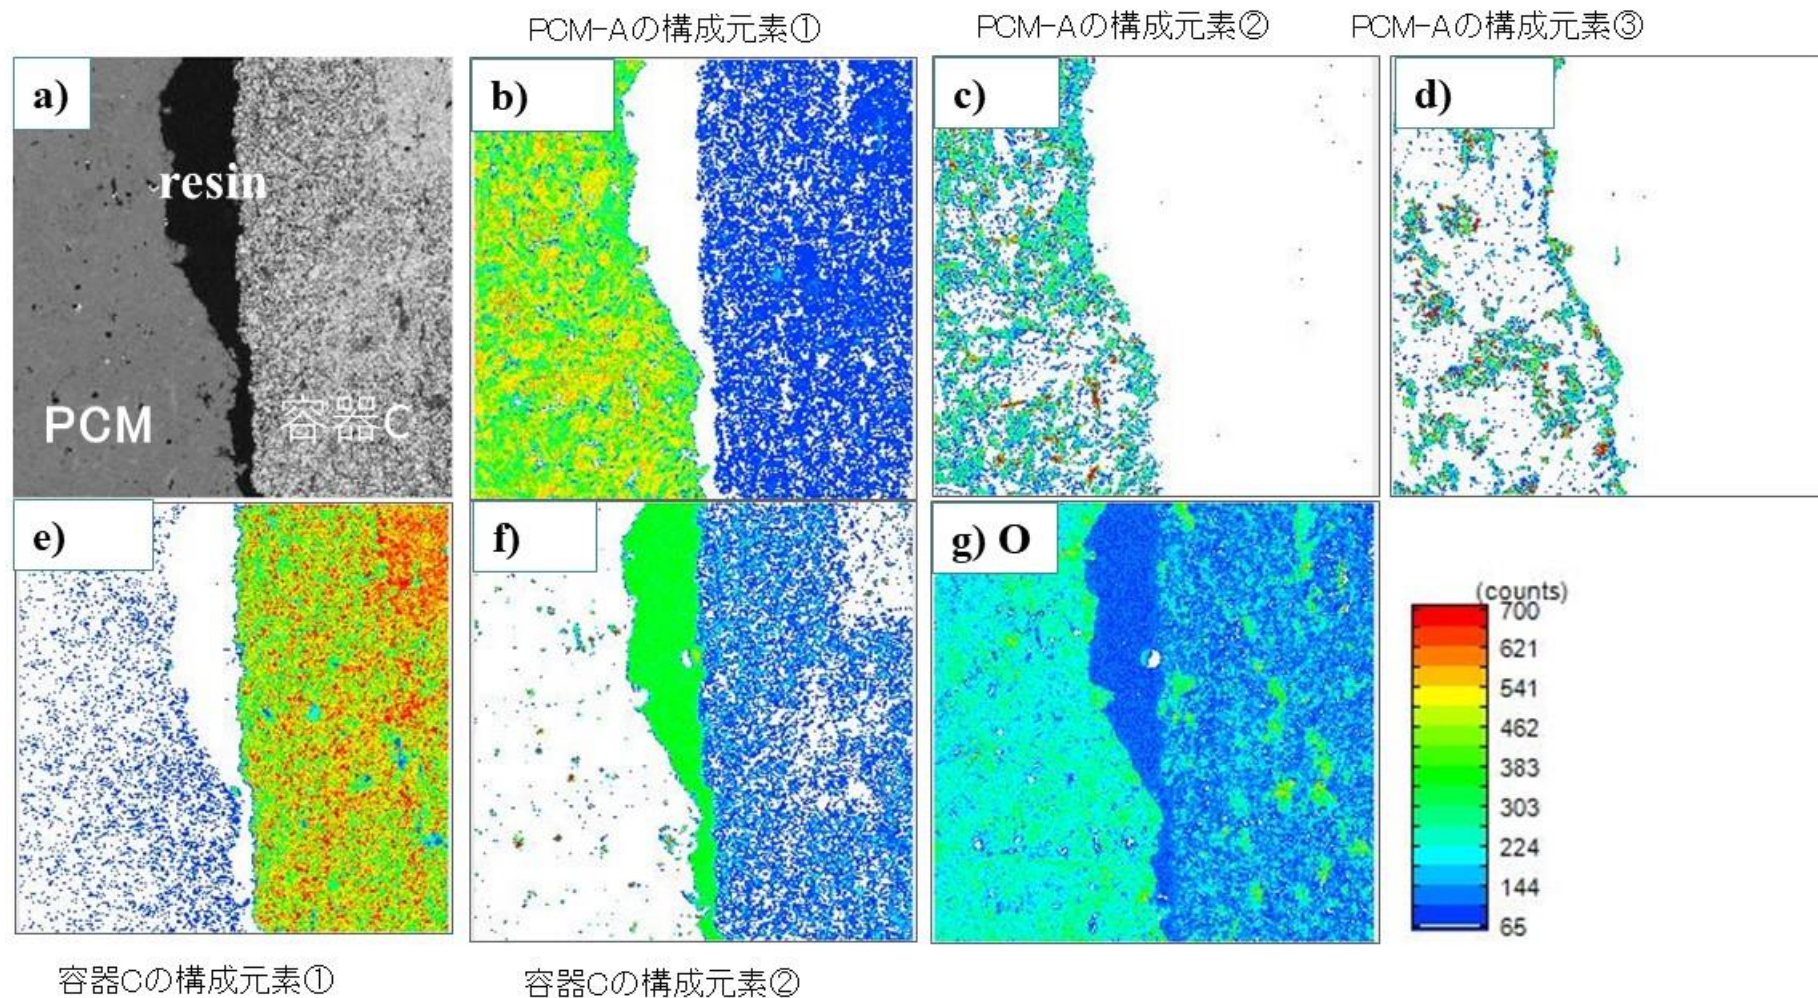 PCM-Aの構成元素①
PCM-Aの構成元素②
PCM-Aの構成元素③
a)
b)
c)
d)
resin
PCM
容器C
e)
f)
g) O
(counts)
700
621
541
462
383
303
224
144
65
容器Cの構成元素①
容器Cの構成元素②